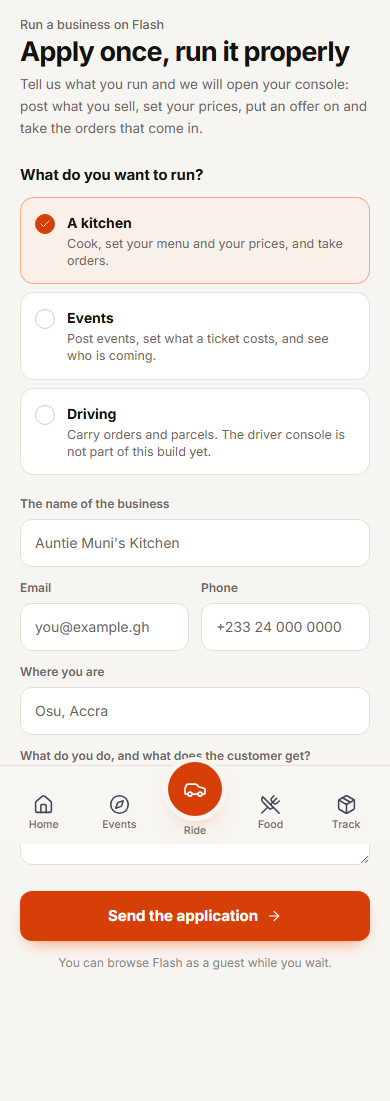 Run a business on Flash
Apply once, run it properly
Tell us what you run and we will open your console:
post what you sell, set your prices, put an offer on and
take the orders that come in.
What do you want to run?
A kitchen
Cook, set your menu and your prices, and take
orders.
Events
Post events, set what a ticket costs, and see
who is coming.
Driving
Carry orders and parcels. The driver console is
not part of this build yet.
The name of the business
Auntie Muni's Kitchen
Email
Phone
you@example.gh
+233 24 000 0000
Where you are
Osu, Accra
What do you do, and what does the customer get?
Home
Events
Ride
Food
Track
Send the application →
You can browse Flash as a guest while you wait.